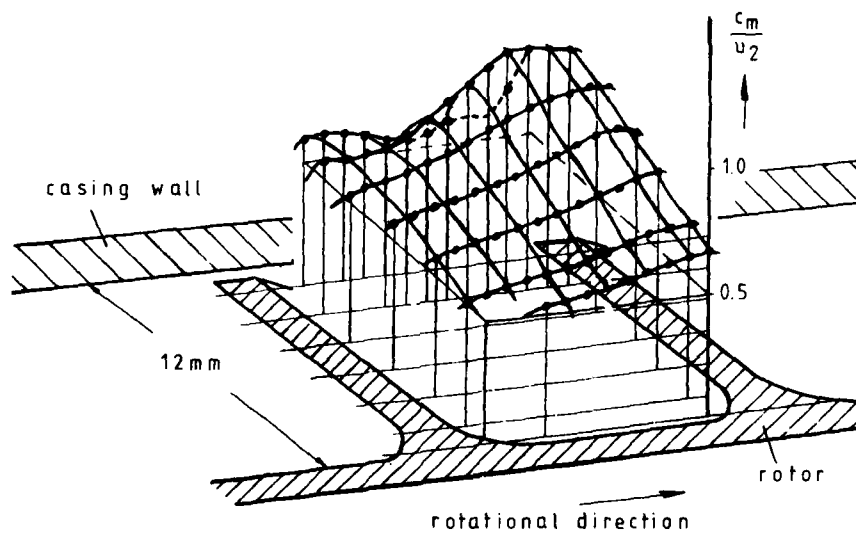 c_m
u_2
1.0
casing wall
0.5
12mm
rotor
rotational direction